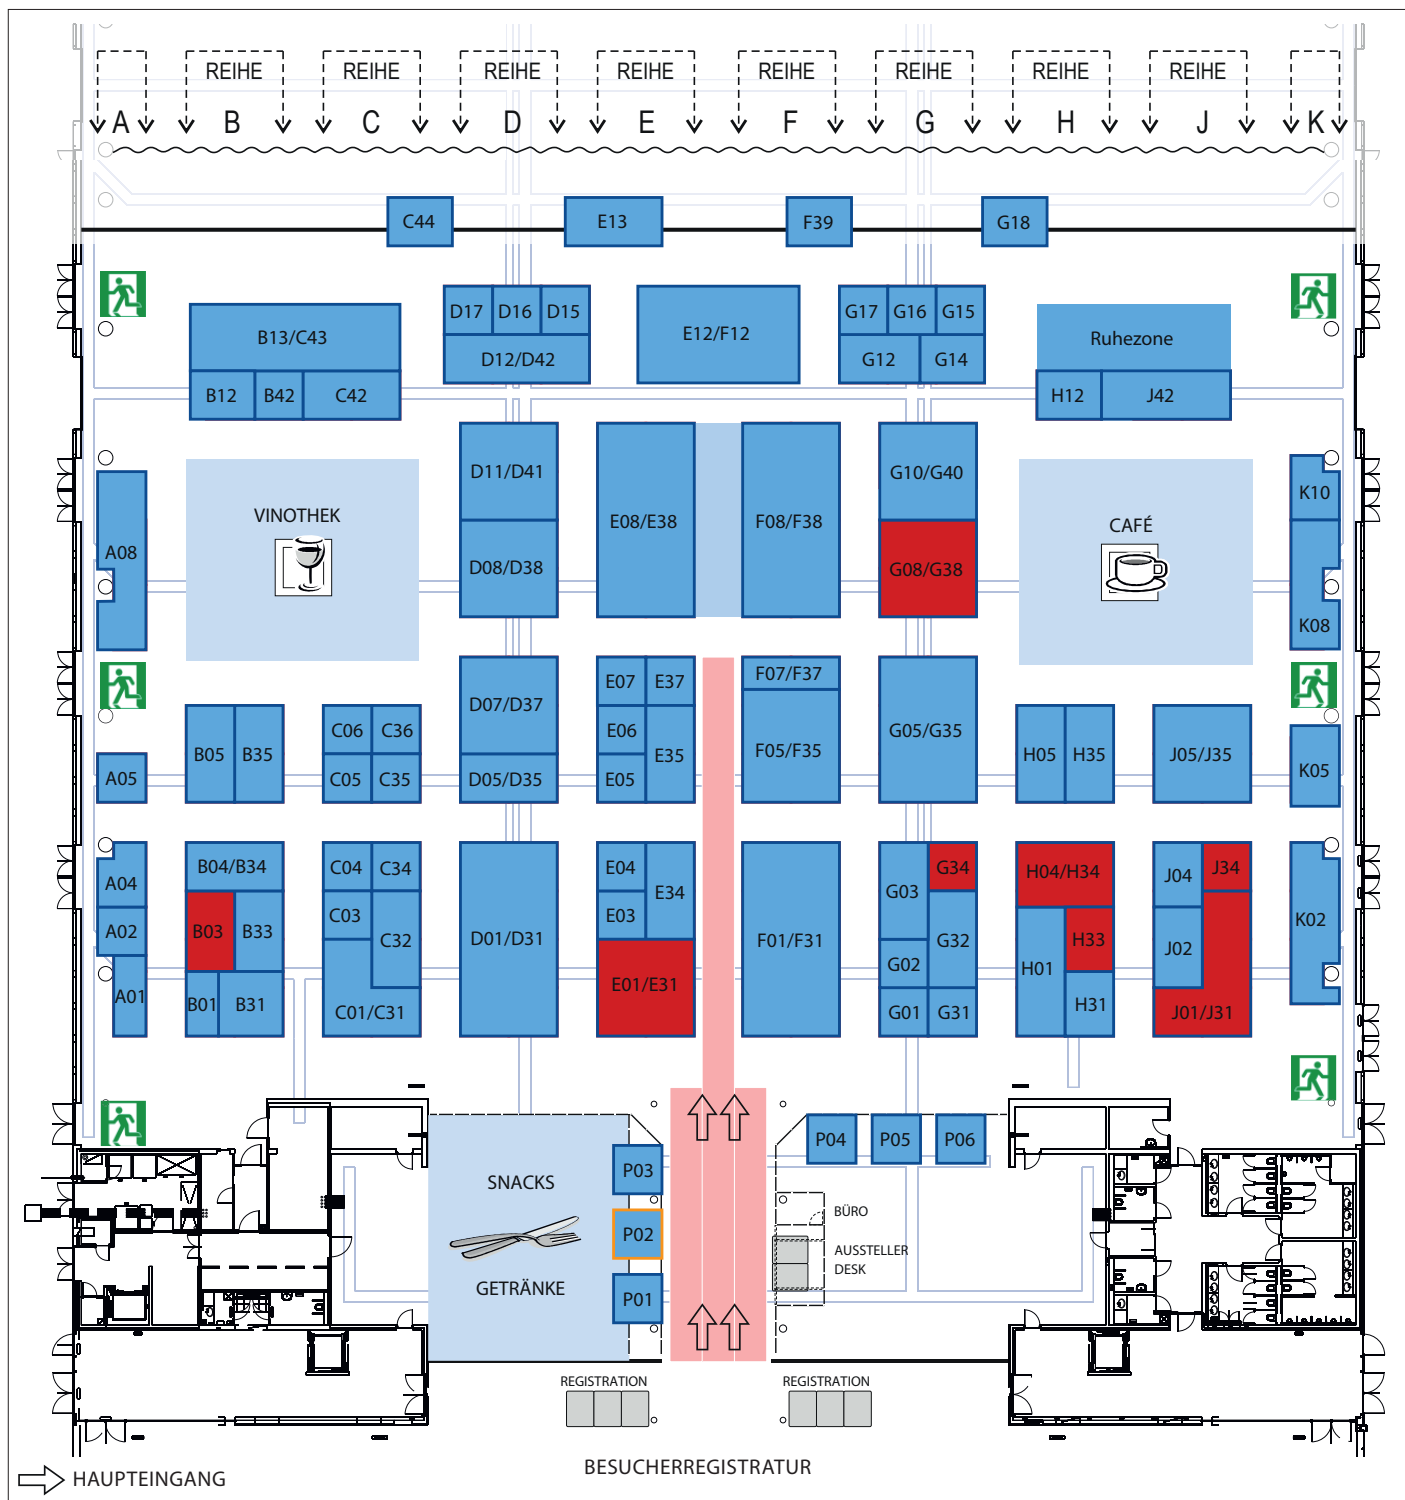 REIHE REIHE REIHE REIHE REIHE REIHE REIHE REIHE
A B C D E F G H J K
C44 E13 F39 G18
D17 D16 D15 G17 G16 G15
B13/C43 E12/F12 Ruhezone
D12/D42 G12 G14
B12 B42 C42 H12 J42
D11/D41 G10/G40
K10
VINOTHEK E08/E38 F08/F38 CAFÉ
A08
D08/D38 G08/G38
K08
E07 E37 F07/F37
D07/D37
B05 B35 C06 C36 E06 E35 F05/F35 G05/G35 H05 H35 J05/J35
A05 C05 C35 D05/D35 E05 K05
B04/B34 C04 C34 E04 G34 H04/H34 J04 J34
A04 E34 G03
A02 B03 B33 C03 C32 D01/D31 E03 F01/F31 G32 H33 J02 K02
G02 H01
A01 B01 B31 C01/C31 E01/E31 G01 G31 H31 J01/J31
P04 P05 P06
SNACKS P03
BÜRO
P02
AUSSTELLER
DESK
GETRÄNKE P01
REGISTRATION REGISTRATION
BESUCHERREGISTRATUR
HAUPTEINGANG